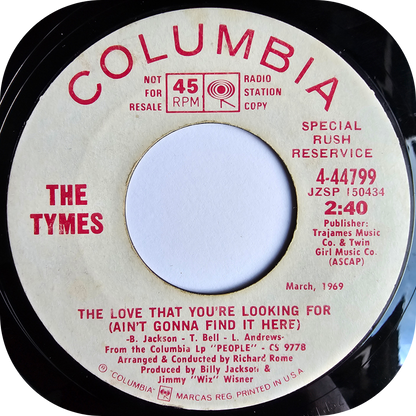 COLUMBIA
NOT
FOR
RESALE
45
RPM
RADIO
STATION
COPY
SPECIAL
RUSH
RESERVICE
THE
TYMES
4-44799
JZSP 150434
2:40
Publisher:
Trajames Music
Co. & Twin
Girl Music Co.
(ASCAP)
March, 1969
THE LOVE THAT YOU'RE LOOKING FOR
(AIN'T GONNA FIND IT HERE)
-B. Jackson - T. Bell - L. Andrews-
From the Columbia Lp "PEOPLE" - CS 9778
Arranged & Conducted by Richard Rome
Produced by Billy Jackson &
Jimmy "Wiz" Wisner
℗ "COLUMBIA", MARCAS REG. PRINTED IN U.S.A.